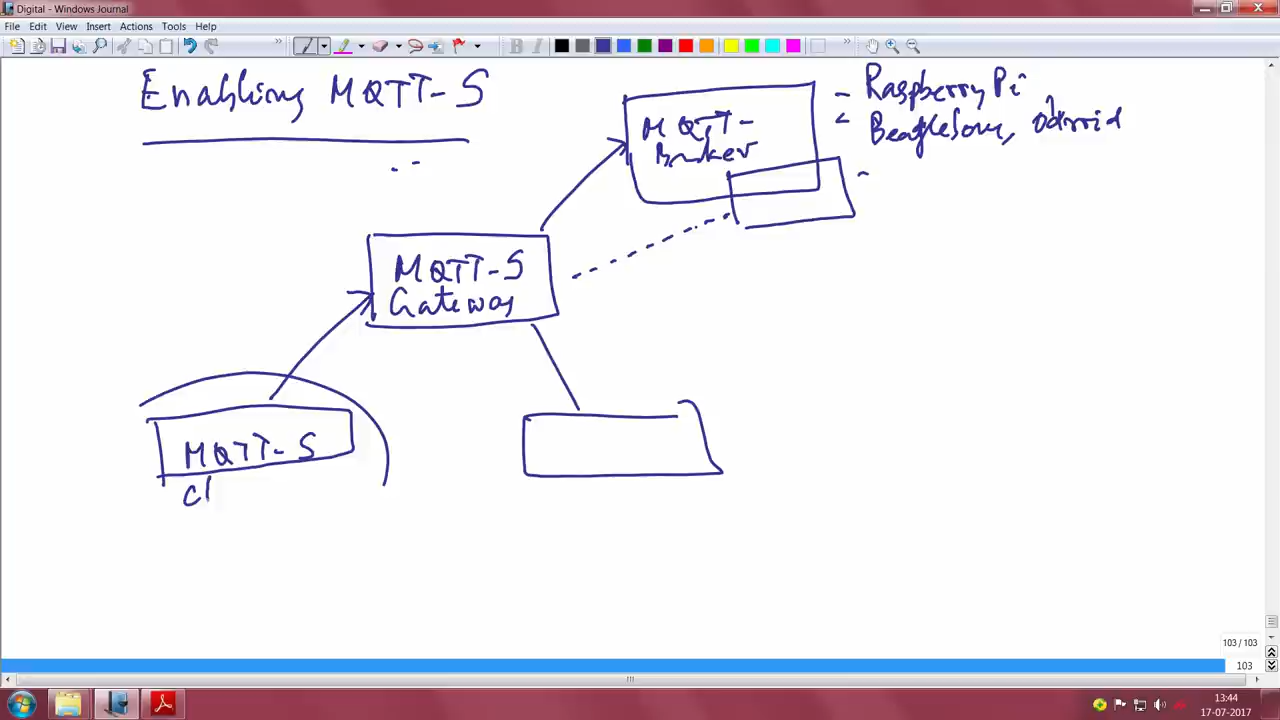 Digital - Windows Journal
File Edit View Insert Actions Tools Help
Enabling MQTT-S
MQTT-
Broker
- Raspberry Pi
- Beaglebone, Odroid
-
MQTT-S
Gateway
MQTT-S
cl
103 / 103
103
13:44
17-07-2017